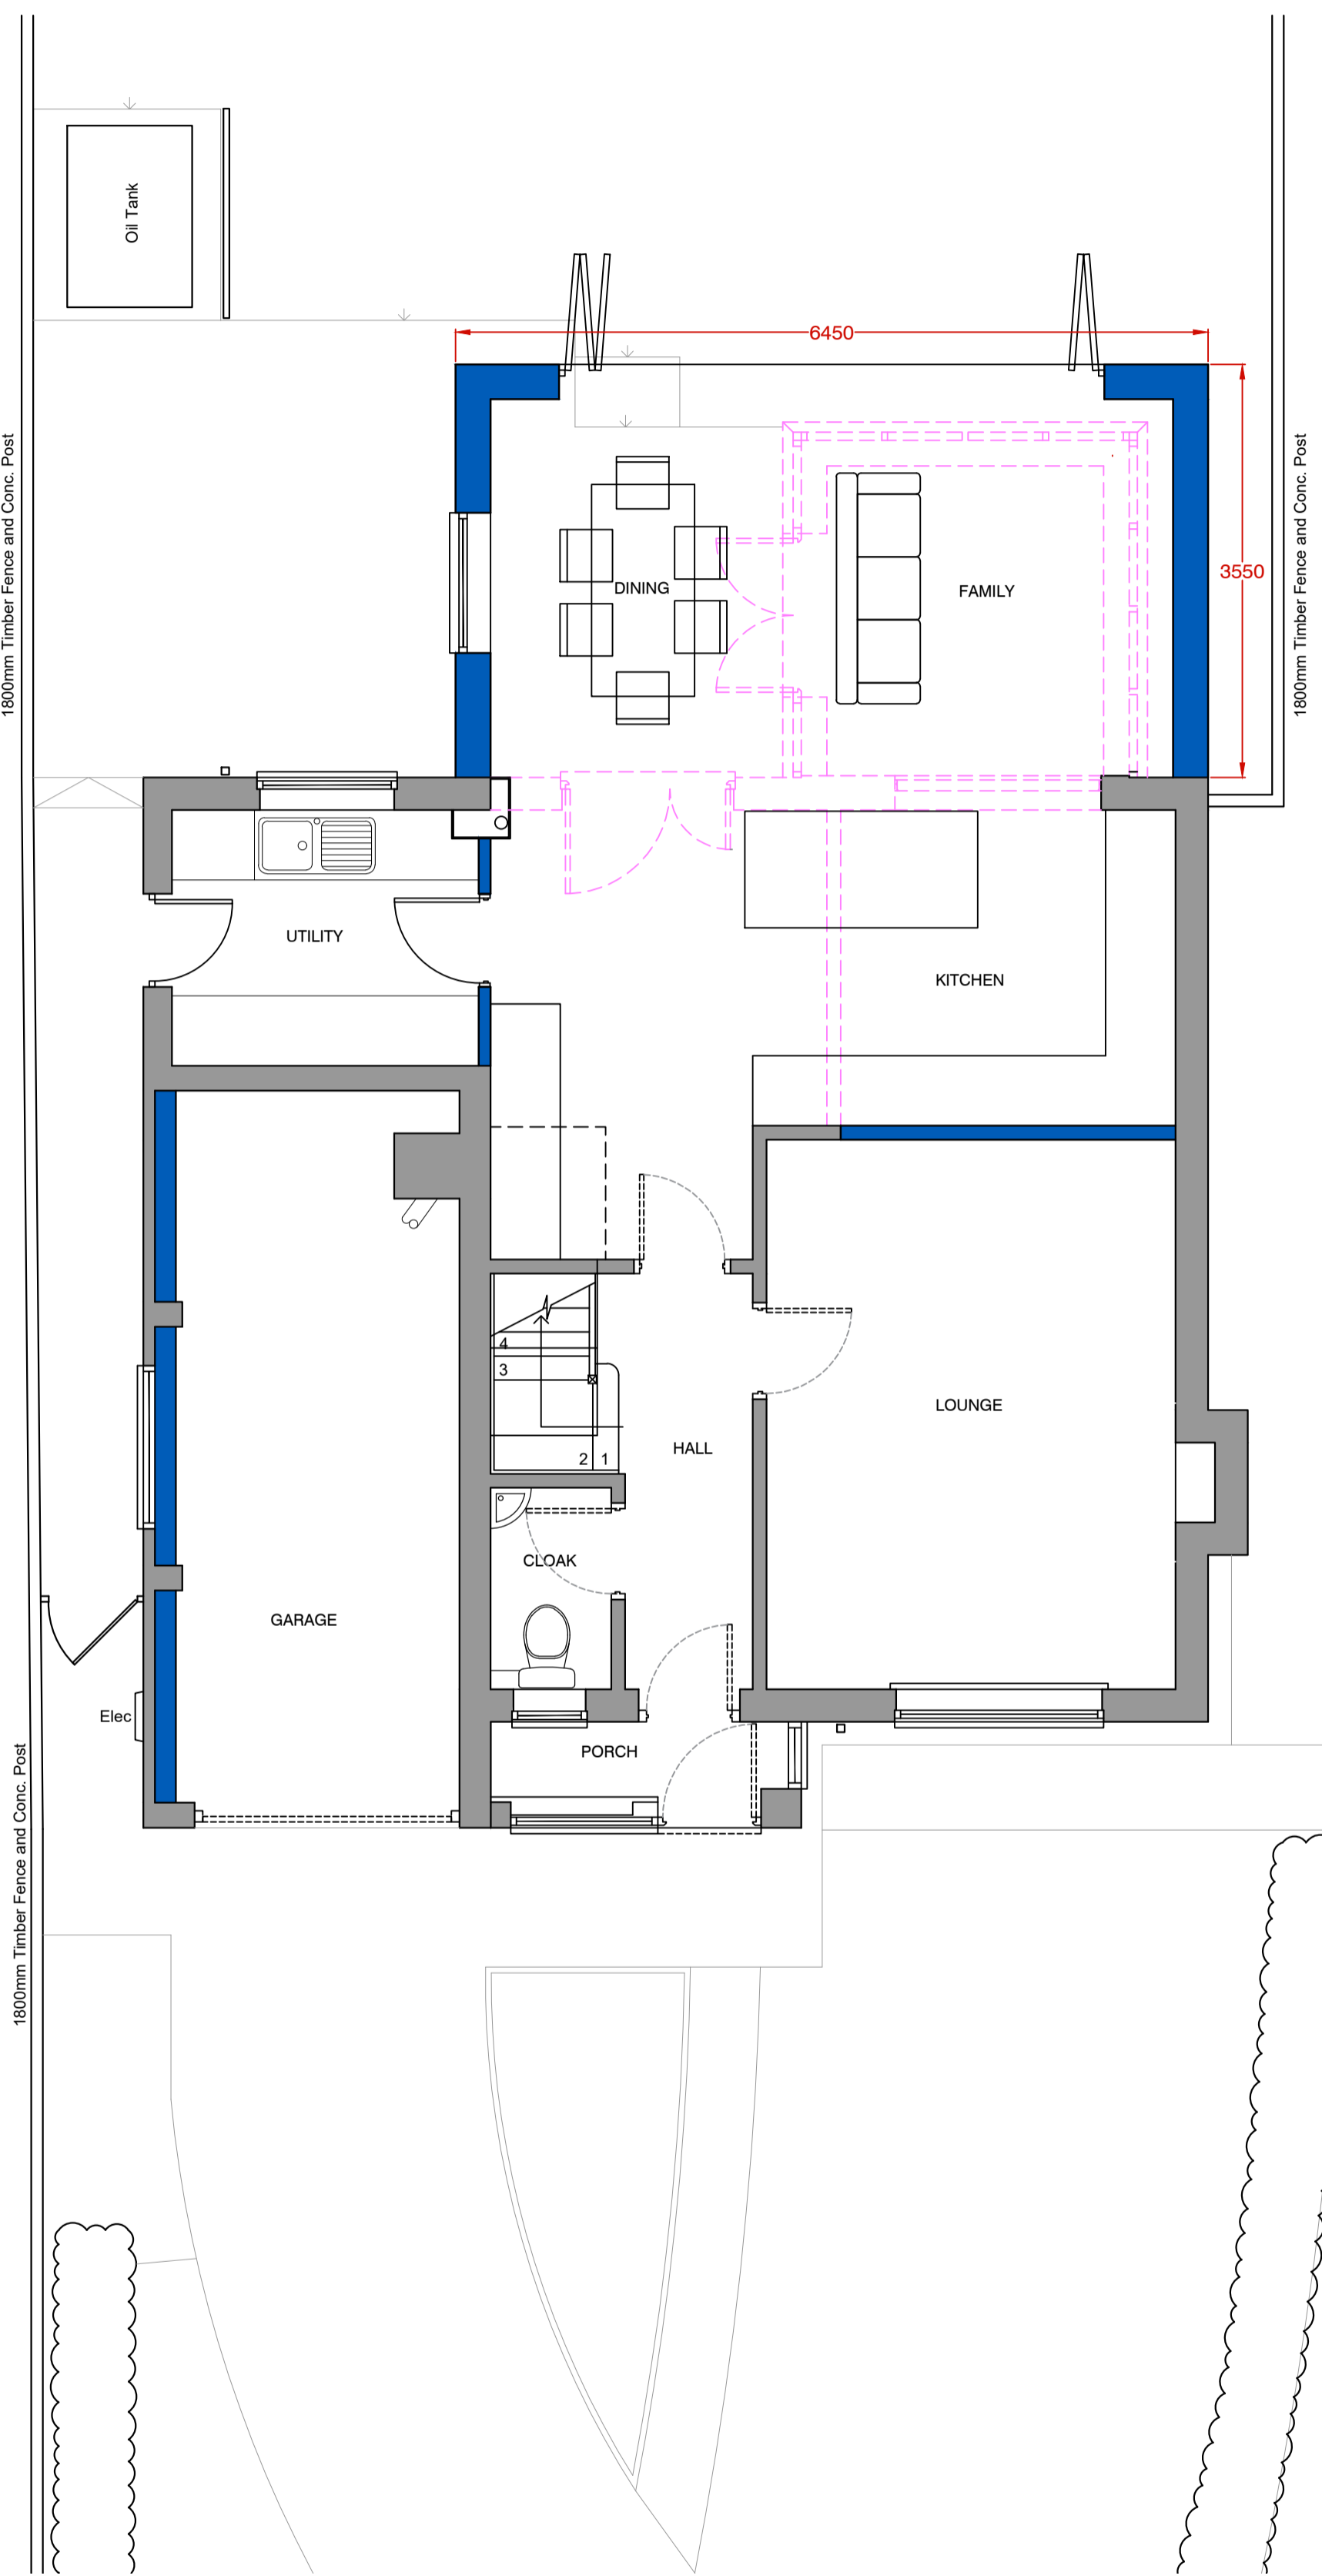 Oil Tank
6450
1800mm Timber Fence and Conc. Post
1800mm Timber Fence and Conc. Post
3550
DINING
FAMILY
UTILITY
KITCHEN
4
3
LOUNGE
HALL
2 1
CLOAK
GARAGE
Elec
PORCH
1800mm Timber Fence and Conc. Post